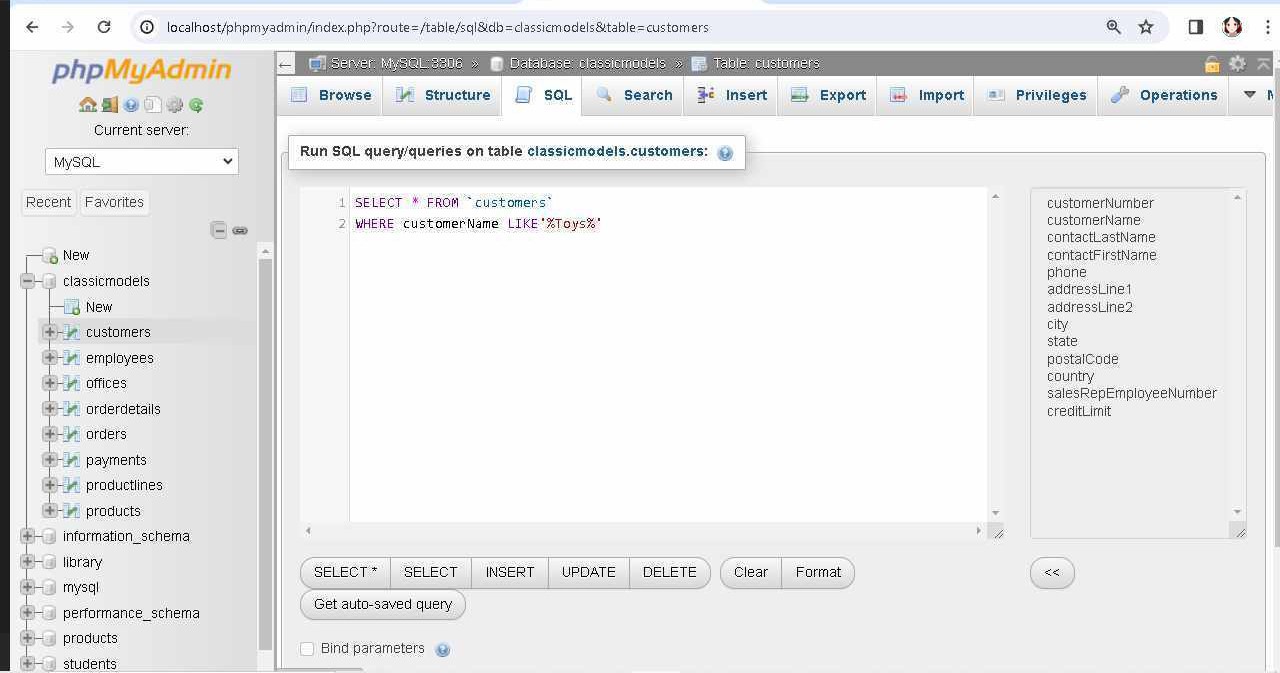 localhost/phpmyadmin/index.php?route=/table/sql&db=classicmodels&table=customers
phpMyAdmin
Current server:
MySQL
Recent Favorites
New
classicmodels
New
customers
employees
offices
orderdetails
orders
payments
productlines
products
information_schema
library
mysql
performance_schema
products
students
Server: MySQL:3306 » Database: classicmodels » Table: customers
Browse Structure SQL Search Insert Export Import Privileges Operations
Run SQL query/queries on table classicmodels.customers:
1 SELECT * FROM `customers`
2 WHERE customerName LIKE'%Toys%'
customerNumber
customerName
contactLastName
contactFirstName
phone
addressLine1
addressLine2
city
state
postalCode
country
salesRepEmployeeNumber
creditLimit
SELECT * SELECT INSERT UPDATE DELETE Clear Format <<
Get auto-saved query
Bind parameters